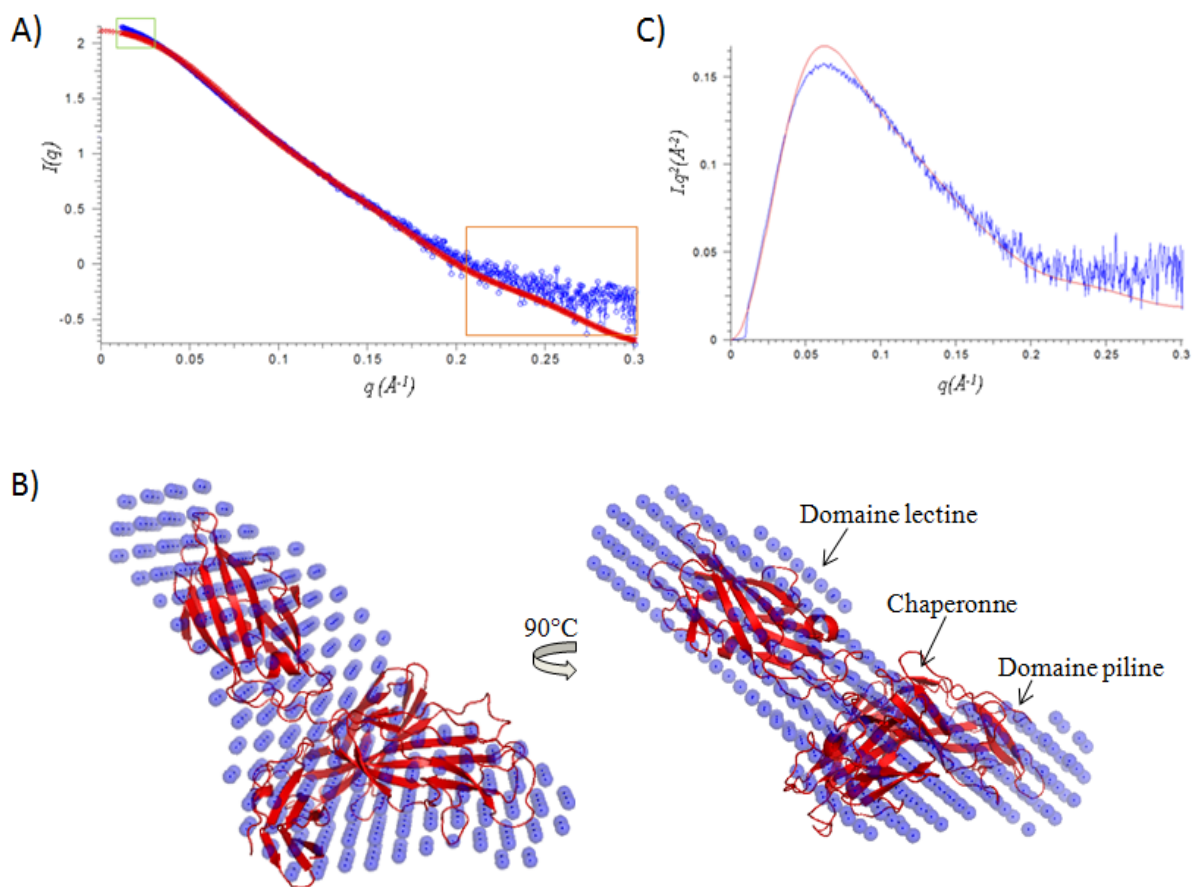 A)
2
1.5
1
0.5
0
-0.5
I(q)
0
0.05
0.1
0.15
0.2
0.25
0.3
q (Å⁻¹)
C)
0.15
0.1
0.05
0
I.q²(Å⁻²)
0
0.05
0.1
0.15
0.2
0.25
0.3
q(Å⁻¹)
B)
90°C
Domaine lectine
Chaperonne
Domaine piline